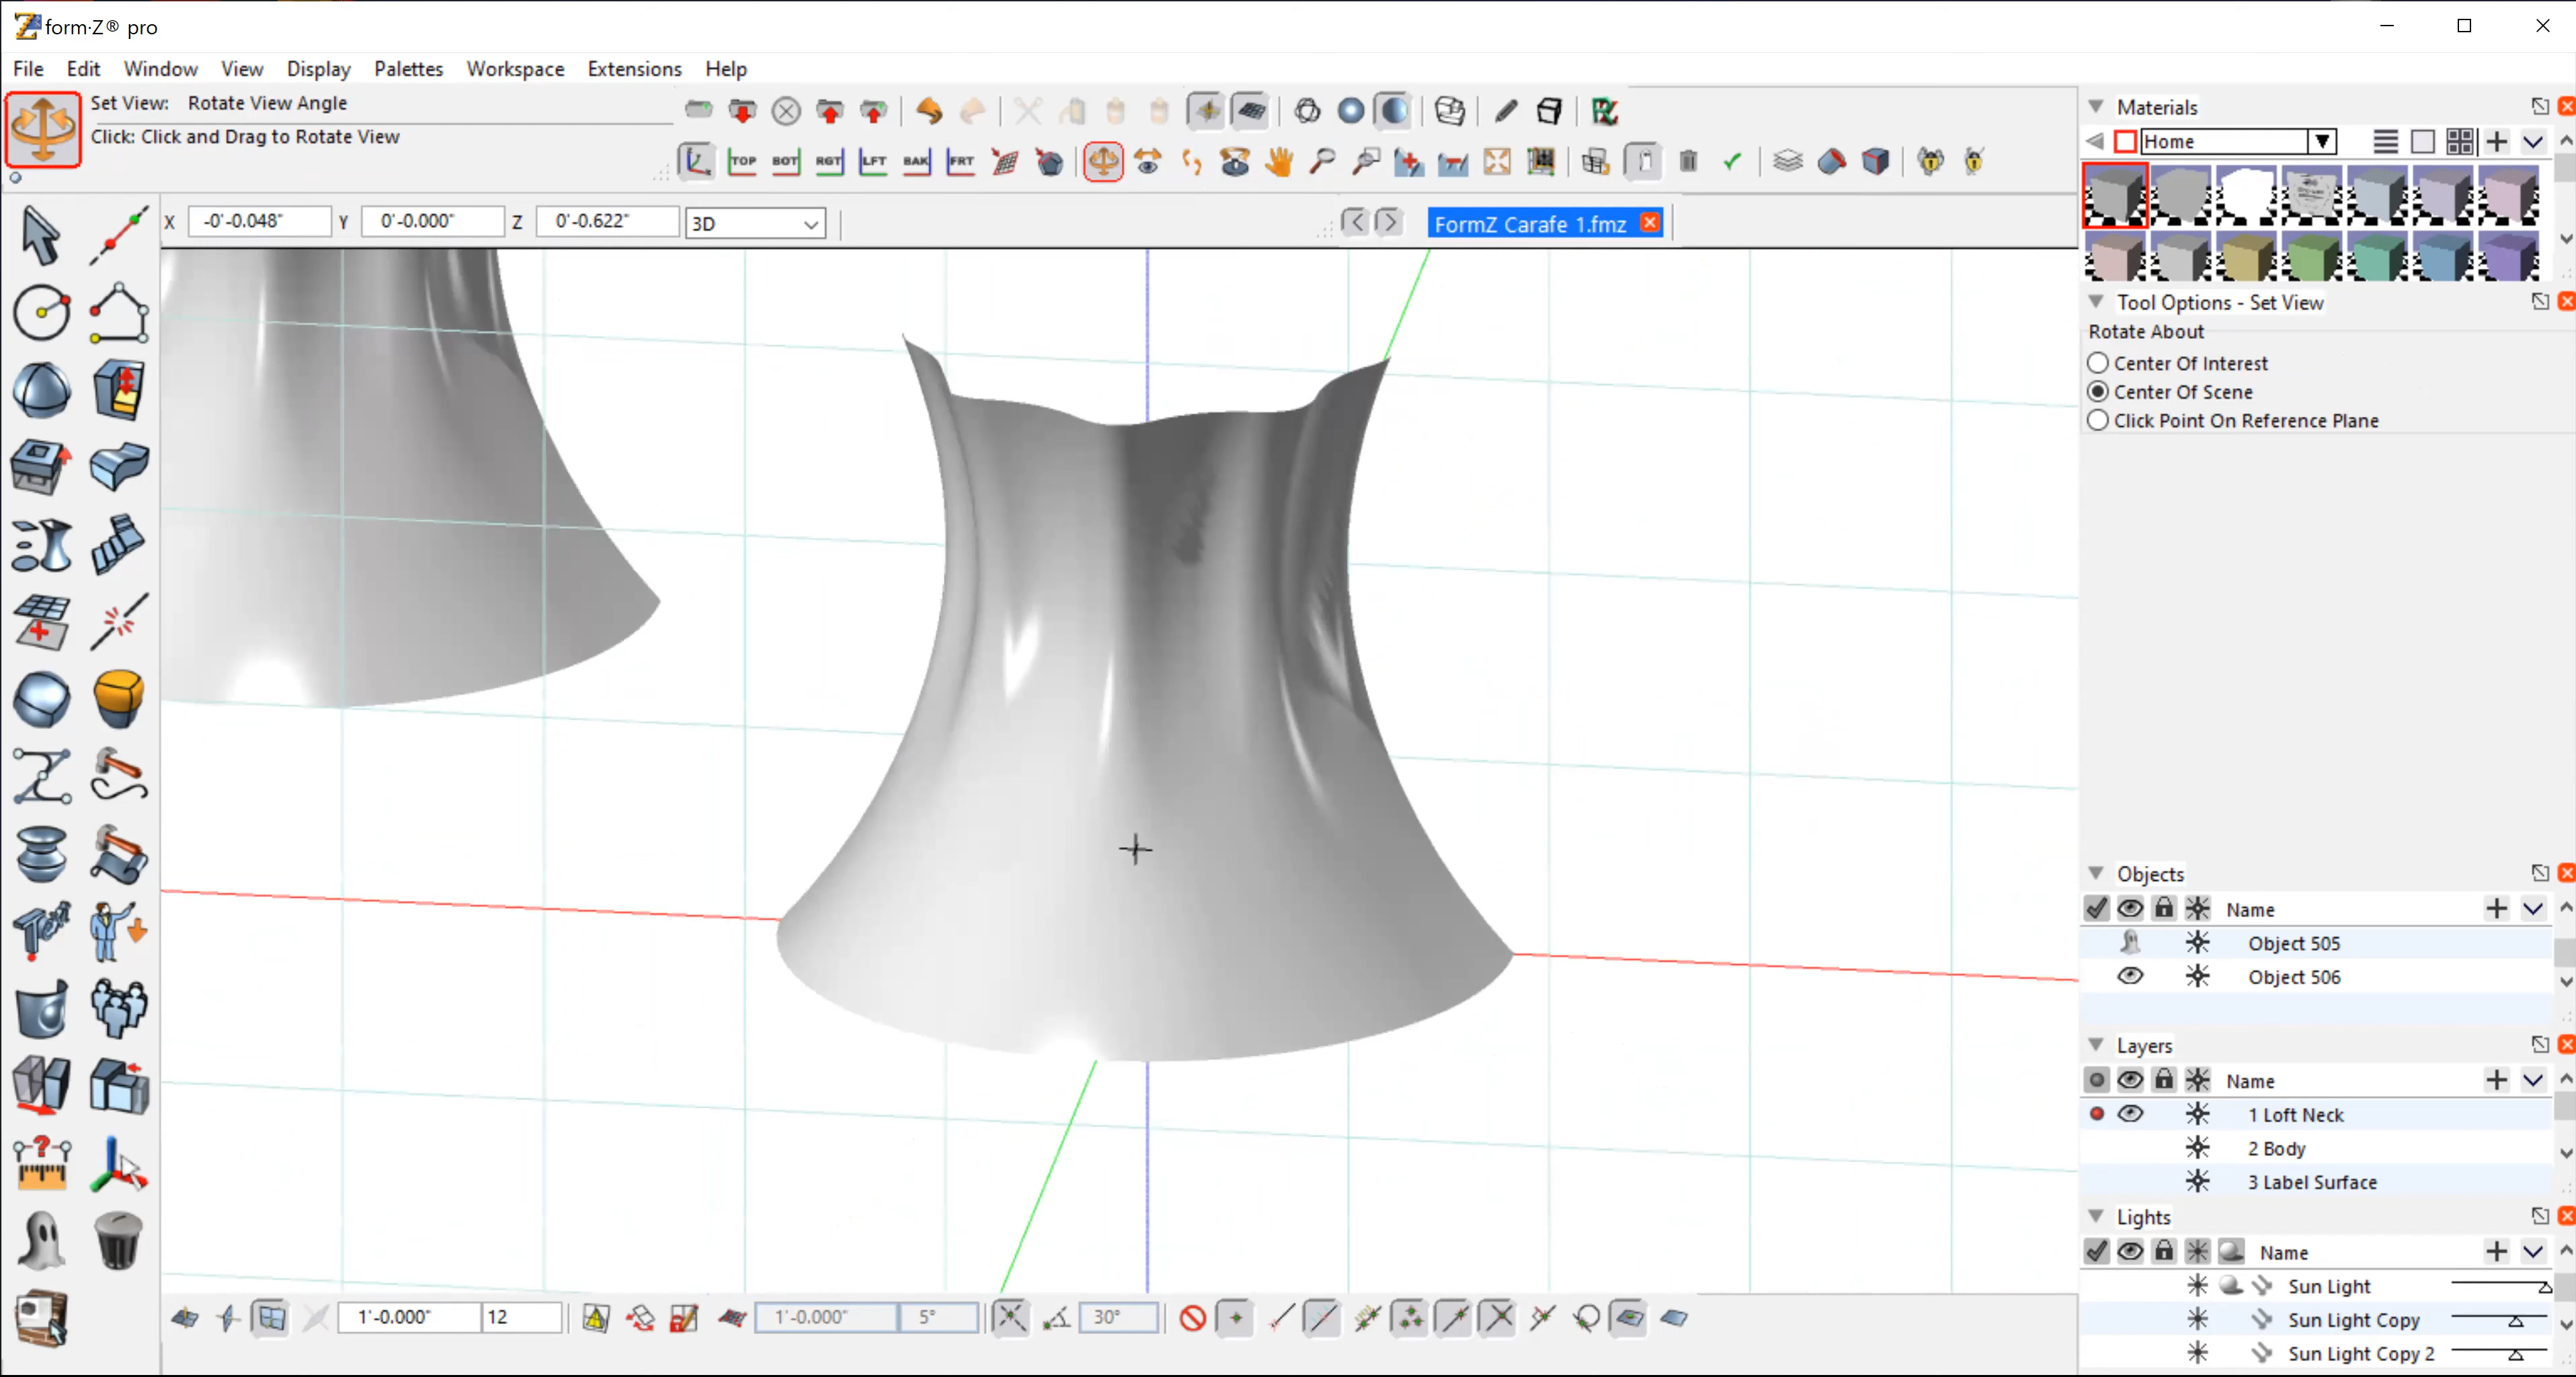 form·Z® pro
File Edit Window View Display Palettes Workspace Extensions Help
Set View: Rotate View Angle
Click: Click and Drag to Rotate View
TOP BOT RGT LFT BAK FRT
X -0'-0.048" Y 0'-0.000" Z 0'-0.622" 3D
FormZ Carafe 1.fmz
Materials
Home
Tool Options - Set View
Rotate About
Center Of Interest
Center Of Scene
Click Point On Reference Plane
Objects
Name
Object 505
Object 506
Layers
Name
1 Loft Neck
2 Body
3 Label Surface
Lights
Name
Sun Light
Sun Light Copy
Sun Light Copy 2
1'-0.000" 12 1'-0.000" 5° 30°